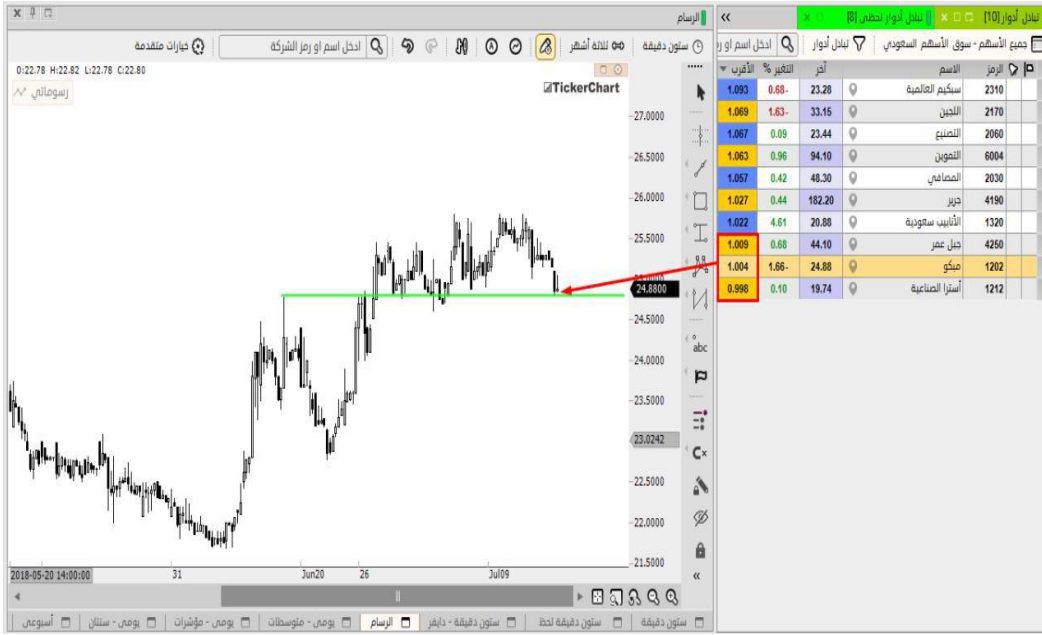 الرسام
ستون دقيقة
ثلاثة أشهر
ادخل اسم او رمز الشركة
خيارات متقدمة
O:22.78 H:22.82 L:22.78 C:22.80
رسوماتي
TickerChart
27.0000
26.5000
26.0000
25.5000
24.8800
24.5000
24.0000
23.5000
23.0242
22.5000
22.0000
21.5000
abc
2018-05-20 14:00:00
31
Jun20
26
Jul09
ستون دقيقة
ستون دقيقة لحظ
ستون دقيقة - دايفر
الرسام
يومي - متوسطات
يومي - مؤشرات
يومي - سنتان
أسبوعي
تبادل أدوار [10]
تبادل أدوار لحظي [8]
جميع الأسهم - سوق الأسهم السعودي
تبادل أدوار
ادخل اسم او ر
الرمز الاسم آخر التغير % الأقرب
2310 سبكيم العالمية 23.28 0.68- 1.093
2170 اللجين 33.15 1.63- 1.069
2060 التصنيع 23.44 0.09 1.067
6004 التموين 94.10 0.96 1.063
2030 المصافي 48.30 0.42 1.057
4190 جرير 182.20 0.44 1.027
1320 الأنابيب سعودية 20.88 4.61 1.022
4250 جبل عمر 44.10 0.68 1.009
1202 مبكو 24.88 1.66- 1.004
1212 أسترا الصناعية 19.74 0.10 0.998